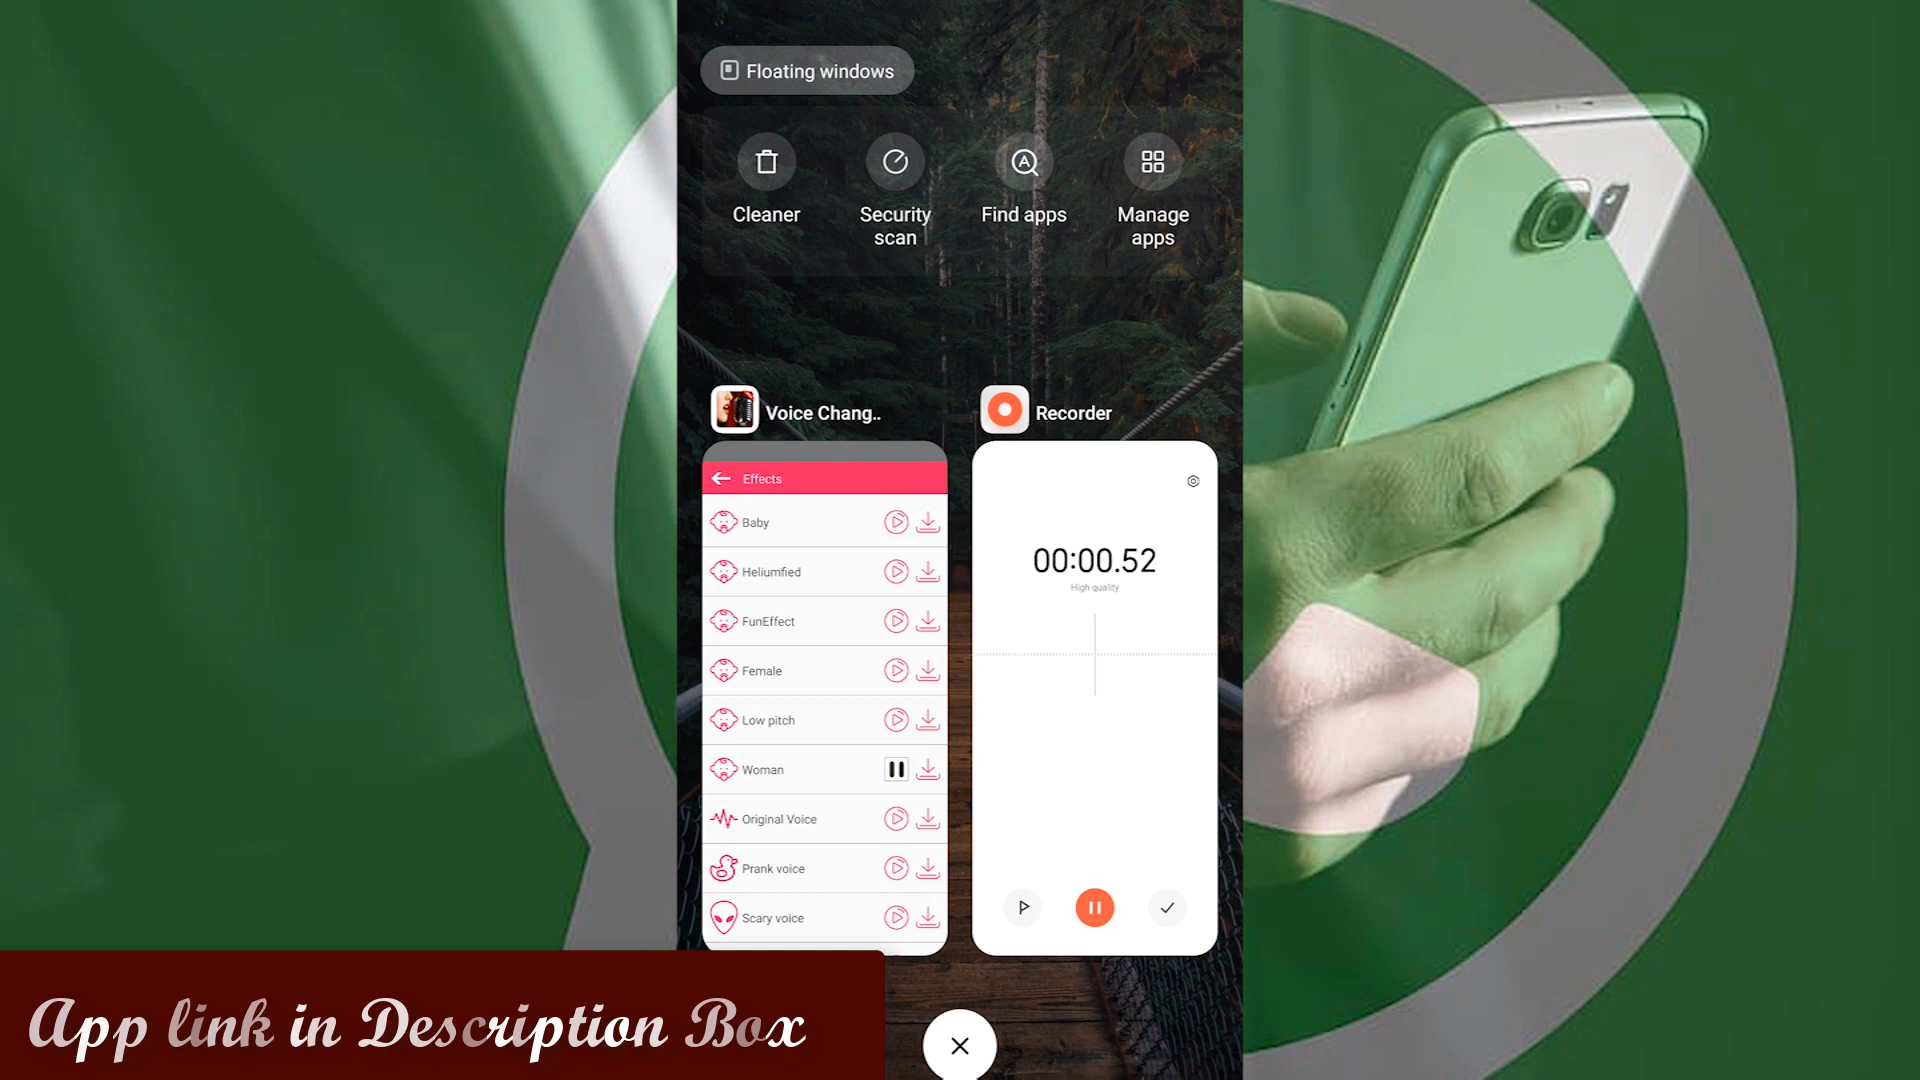 Floating windows
Cleaner
Security
scan
Find apps
Manage
apps
Voice Chang..
Recorder
Effects
Baby
Heliumfied
FunEffect
Female
Low pitch
Woman
Original Voice
Prank voice
Scary voice
00:00.52
High quality
App link in Description Box